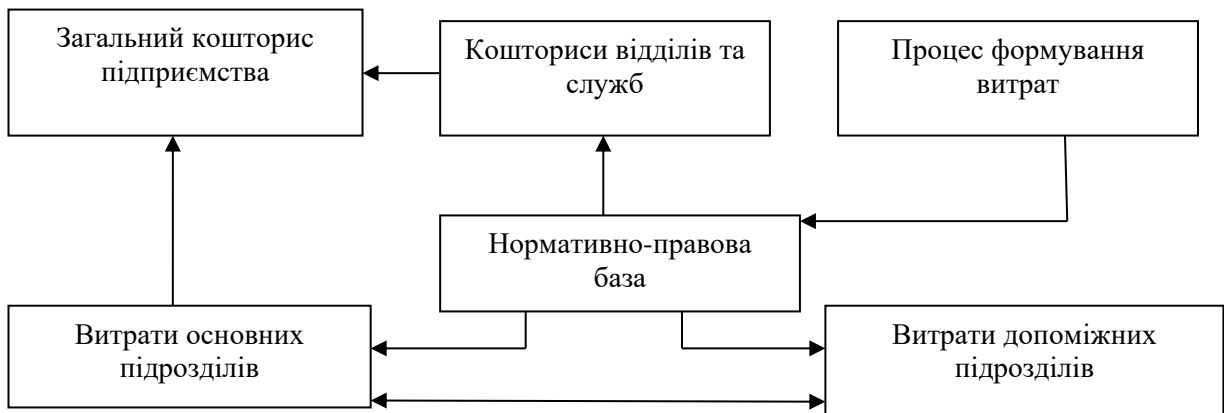 Загальний кошторис
підприємства
Кошториси відділів та
служб
Процес формування
витрат
Нормативно-правова
база
Витрати основних
підрозділів
Витрати допоміжних
підрозділів